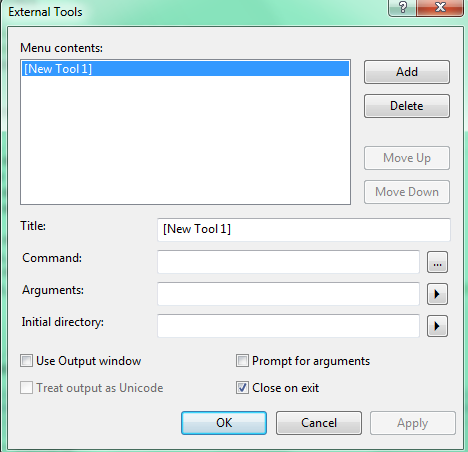 External Tools
Menu contents:
[New Tool 1]
Add
Delete
Move Up
Move Down
Title:
[New Tool 1]
Command:
...
Arguments:
Initial directory:
Use Output window
Prompt for arguments
Treat output as Unicode
Close on exit
OK
Cancel
Apply